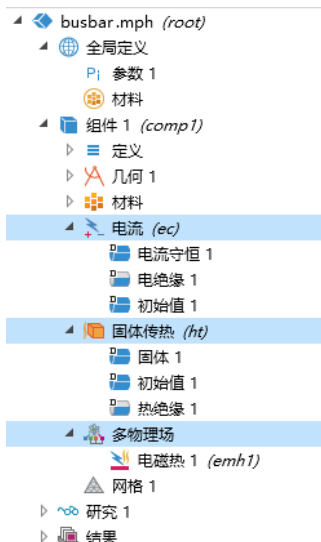 busbar.mph (root)
全局定义
Pi 参数 1
材料
组件 1 (comp1)
定义
几何 1
材料
电流 (ec)
电流守恒 1
电绝缘 1
初始值 1
固体传热 (ht)
固体 1
初始值 1
热绝缘 1
多物理场
电磁热 1 (emh1)
网格 1
研究 1
结果